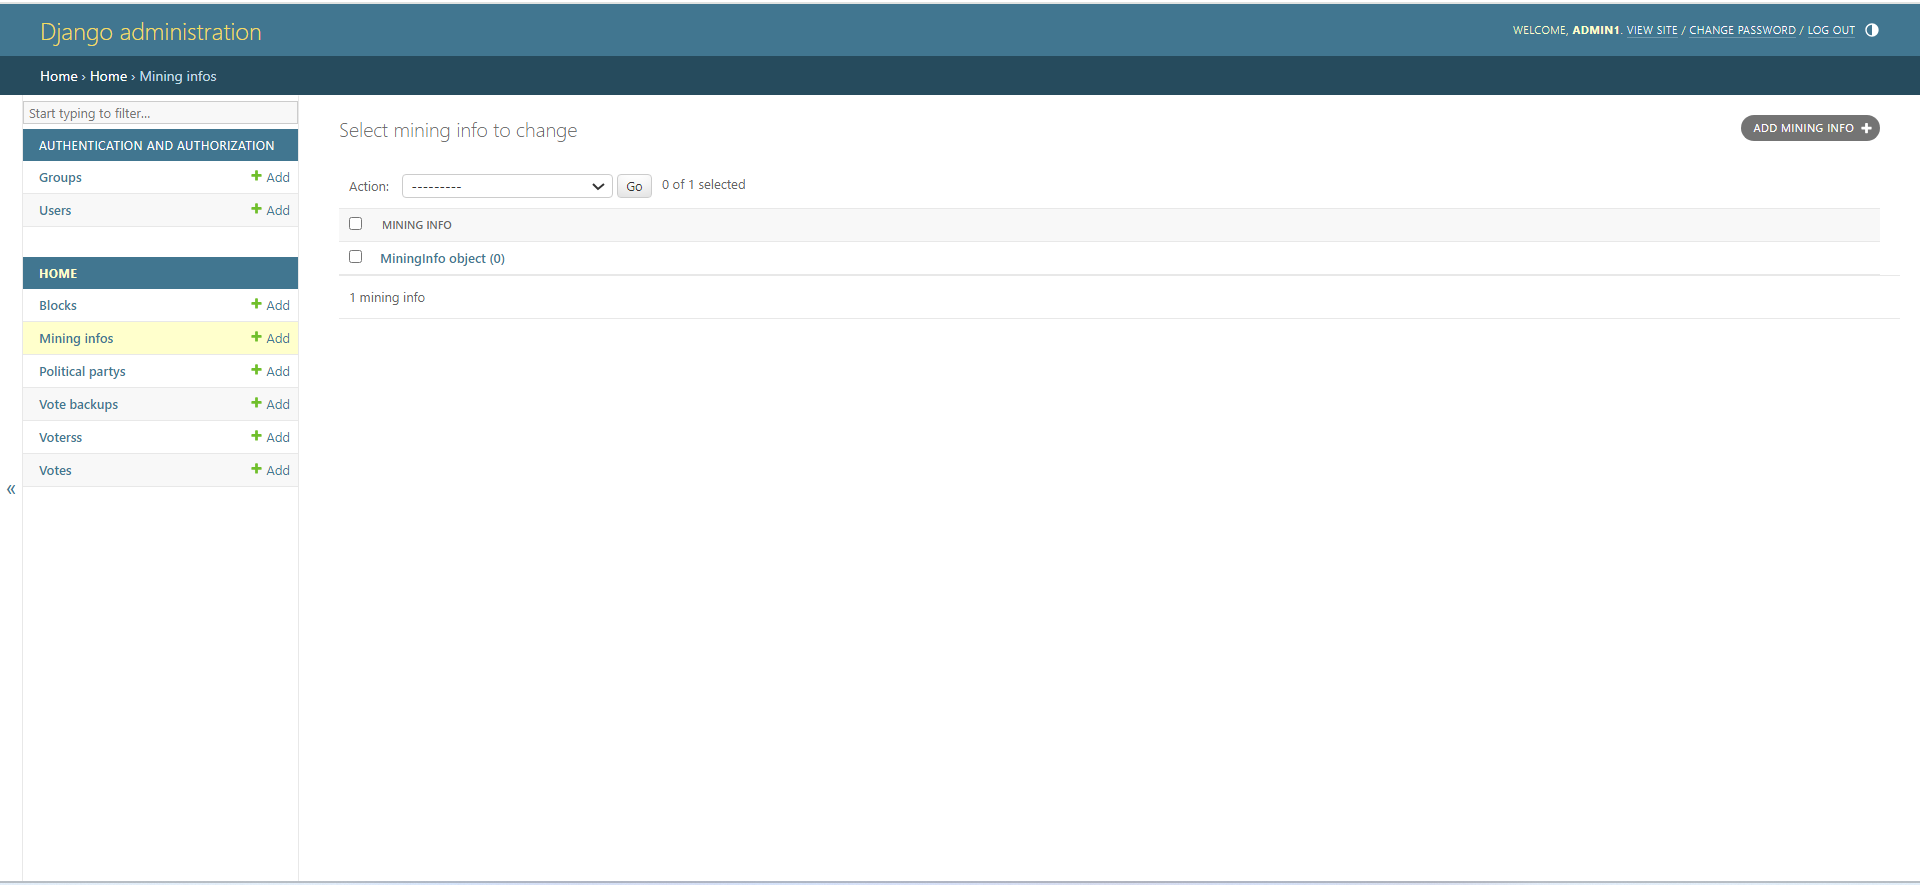 Django administration
WELCOME, ADMIN1. VIEW SITE / CHANGE PASSWORD / LOG OUT
Home › Home › Mining infos
Start typing to filter...
AUTHENTICATION AND AUTHORIZATION
Groups + Add
Users + Add
HOME
Blocks + Add
Mining infos + Add
Political partys + Add
Vote backups + Add
Voterss + Add
Votes + Add
«
Select mining info to change
ADD MINING INFO +
Action: --------- Go 0 of 1 selected
MINING INFO
MiningInfo object (0)
1 mining info